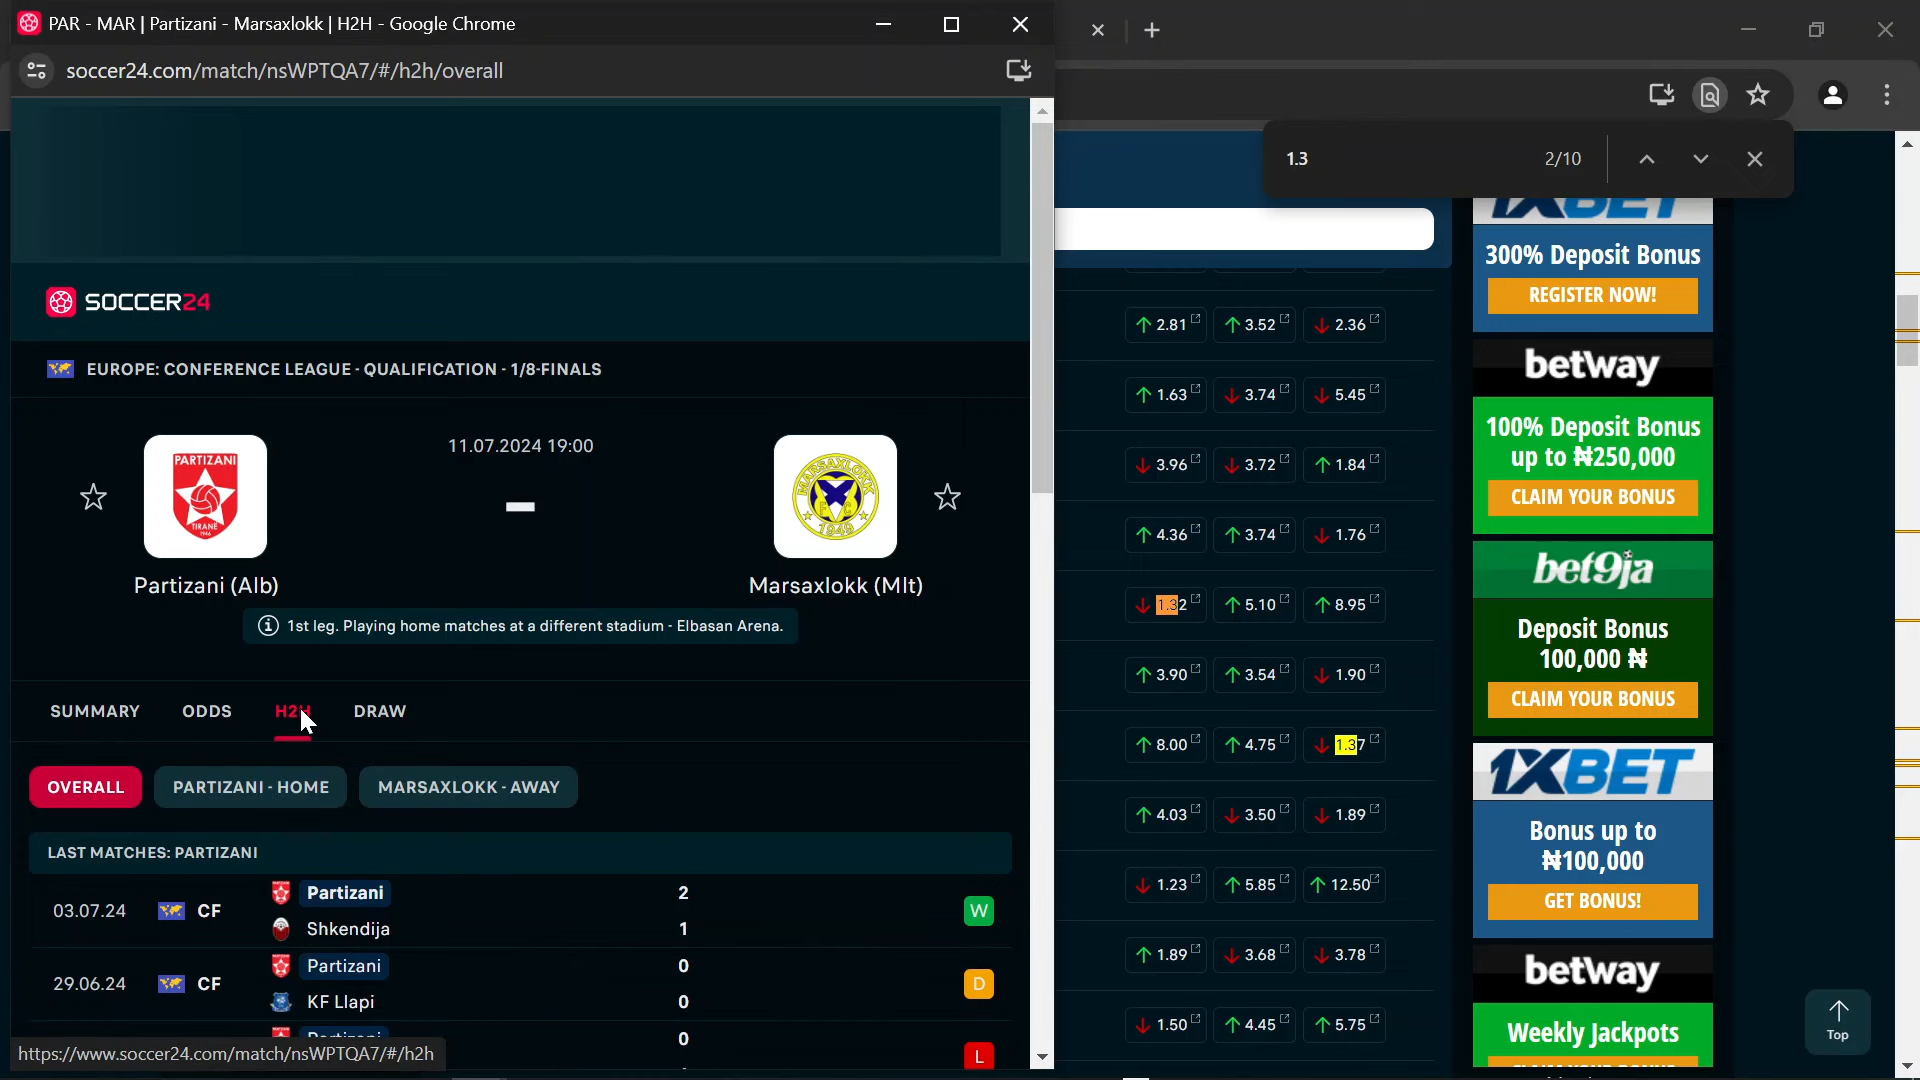 PAR - MAR | Partizani - Marsaxlokk | H2H - Google Chrome
soccer24.com/match/nsWPTQA7/#/h2h/overall
1.3
2/10
SOCCER24
EUROPE: CONFERENCE LEAGUE - QUALIFICATION - 1/8-FINALS
11.07.2024 19:00
PARTIZANI
TIRANE
1946
MARSAXLOKK
F C
1949
-
Partizani (Alb)
Marsaxlokk (Mlt)
1st leg. Playing home matches at a different stadium - Elbasan Arena.
SUMMARY ODDS H2H DRAW
OVERALL PARTIZANI - HOME MARSAXLOKK - AWAY
LAST MATCHES: PARTIZANI
03.07.24 CF Partizani 2 W
Shkendija 1
29.06.24 CF Partizani 0 D
KF Llapi 0
Partizani 0 L
https://www.soccer24.com/match/nsWPTQA7/#/h2h
2.81 3.52 2.36
1.63 3.74 5.45
3.96 3.72 1.84
4.36 3.74 1.76
1.32 5.10 8.95
3.90 3.54 1.90
8.00 4.75 1.37
4.03 3.50 1.89
1.23 5.85 12.50
1.89 3.68 3.78
1.50 4.45 5.75
1XBET
300% Deposit Bonus
REGISTER NOW!
betway
100% Deposit Bonus
up to ₦250,000
CLAIM YOUR BONUS
bet9ja
Deposit Bonus
100,000 ₦
CLAIM YOUR BONUS
1XBET
Bonus up to
₦100,000
GET BONUS!
betway
Weekly Jackpots
Top